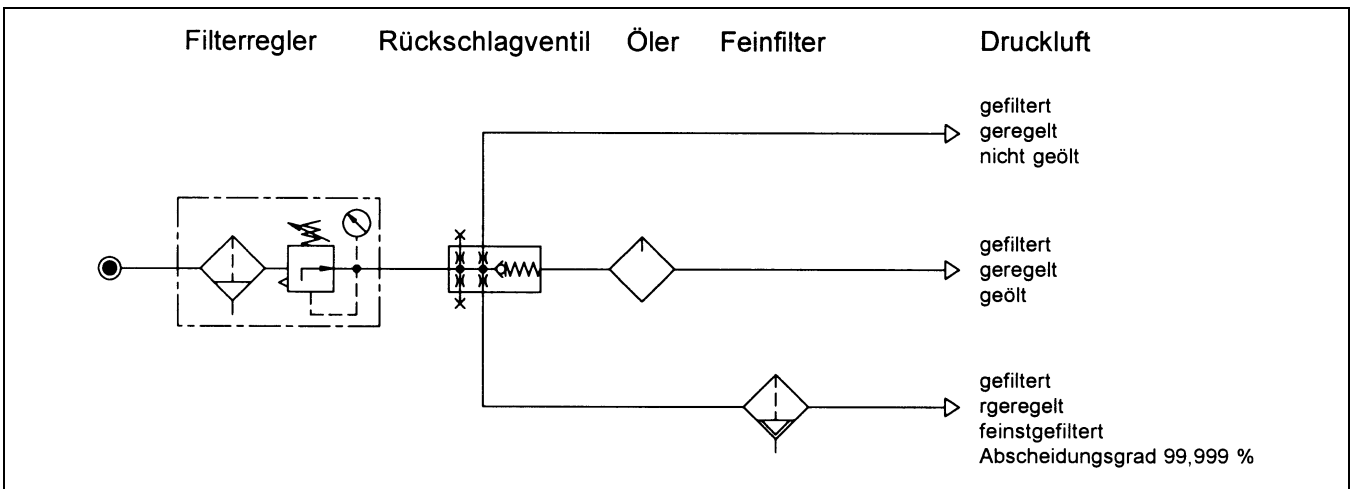 Filterregler Rückschlagventil Öler Feinfilter Druckluft
gefiltert
geregelt
nicht geölt
gefiltert
geregelt
geölt
gefiltert
rgeregelt
feinstgefiltert
Abscheidungsgrad 99,999 %